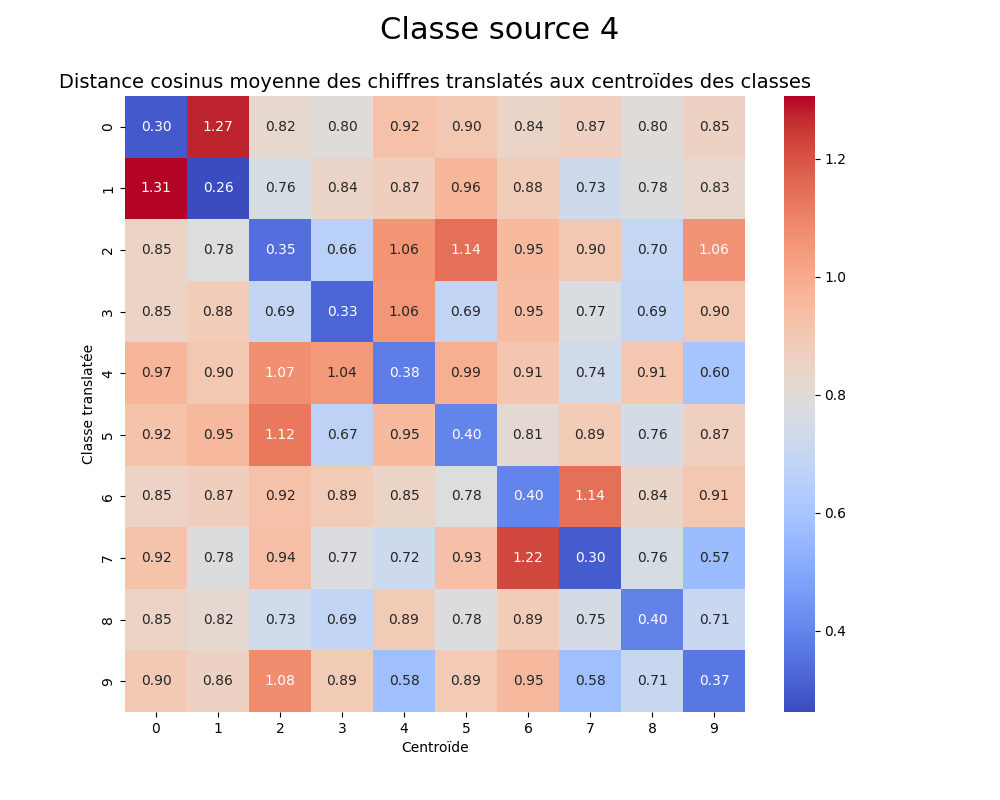 Classe source 4
Distance cosinus moyenne des chiffres translatés aux centroïdes des classes
0 0.30 1.27 0.82 0.80 0.92 0.90 0.84 0.87 0.80 0.85
1 1.31 0.26 0.76 0.84 0.87 0.96 0.88 0.73 0.78 0.83
2 0.85 0.78 0.35 0.66 1.06 1.14 0.95 0.90 0.70 1.06
3 0.85 0.88 0.69 0.33 1.06 0.69 0.95 0.77 0.69 0.90
4 0.97 0.90 1.07 1.04 0.38 0.99 0.91 0.74 0.91 0.60
5 0.92 0.95 1.12 0.67 0.95 0.40 0.81 0.89 0.76 0.87
6 0.85 0.87 0.92 0.89 0.85 0.78 0.40 1.14 0.84 0.91
7 0.92 0.78 0.94 0.77 0.72 0.93 1.22 0.30 0.76 0.57
8 0.85 0.82 0.73 0.69 0.89 0.78 0.89 0.75 0.40 0.71
9 0.90 0.86 1.08 0.89 0.58 0.89 0.95 0.58 0.71 0.37
0 1 2 3 4 5 6 7 8 9
Centroïde
Classe translatée
1.2
1.0
0.8
0.6
0.4